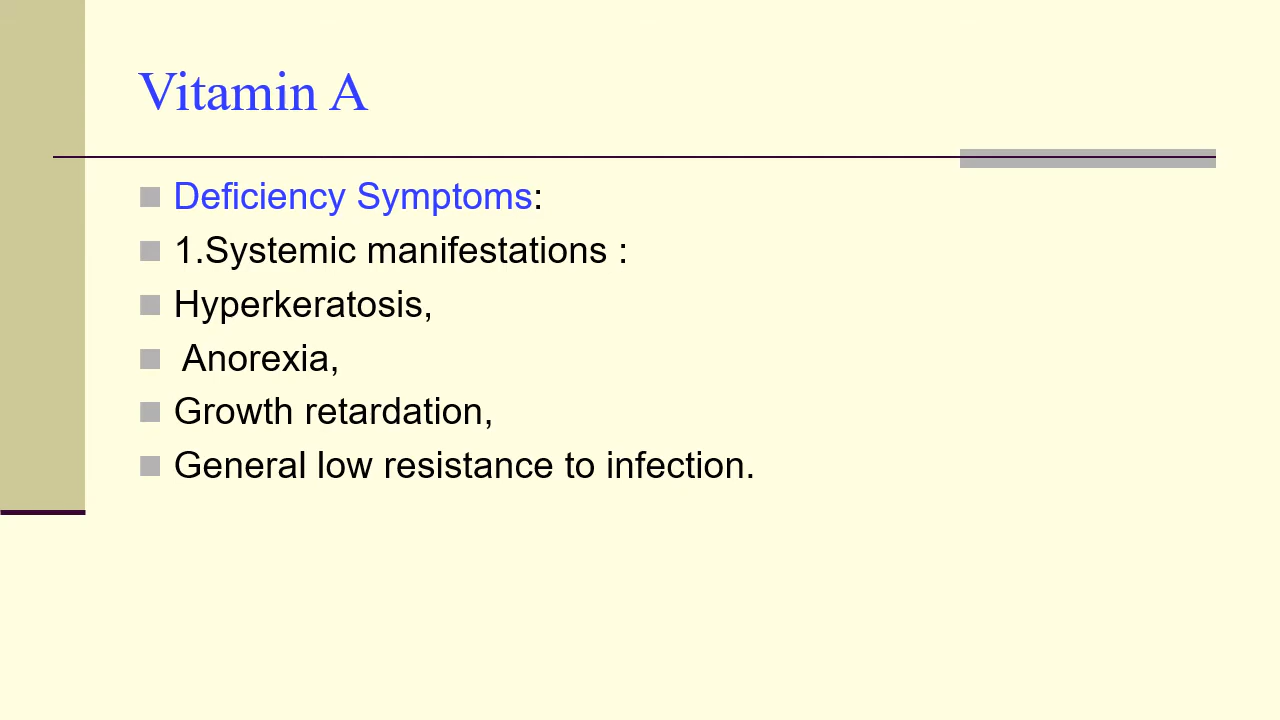 Vitamin A
Deficiency Symptoms:
1.Systemic manifestations :
Hyperkeratosis,
Anorexia,
Growth retardation,
General low resistance to infection.